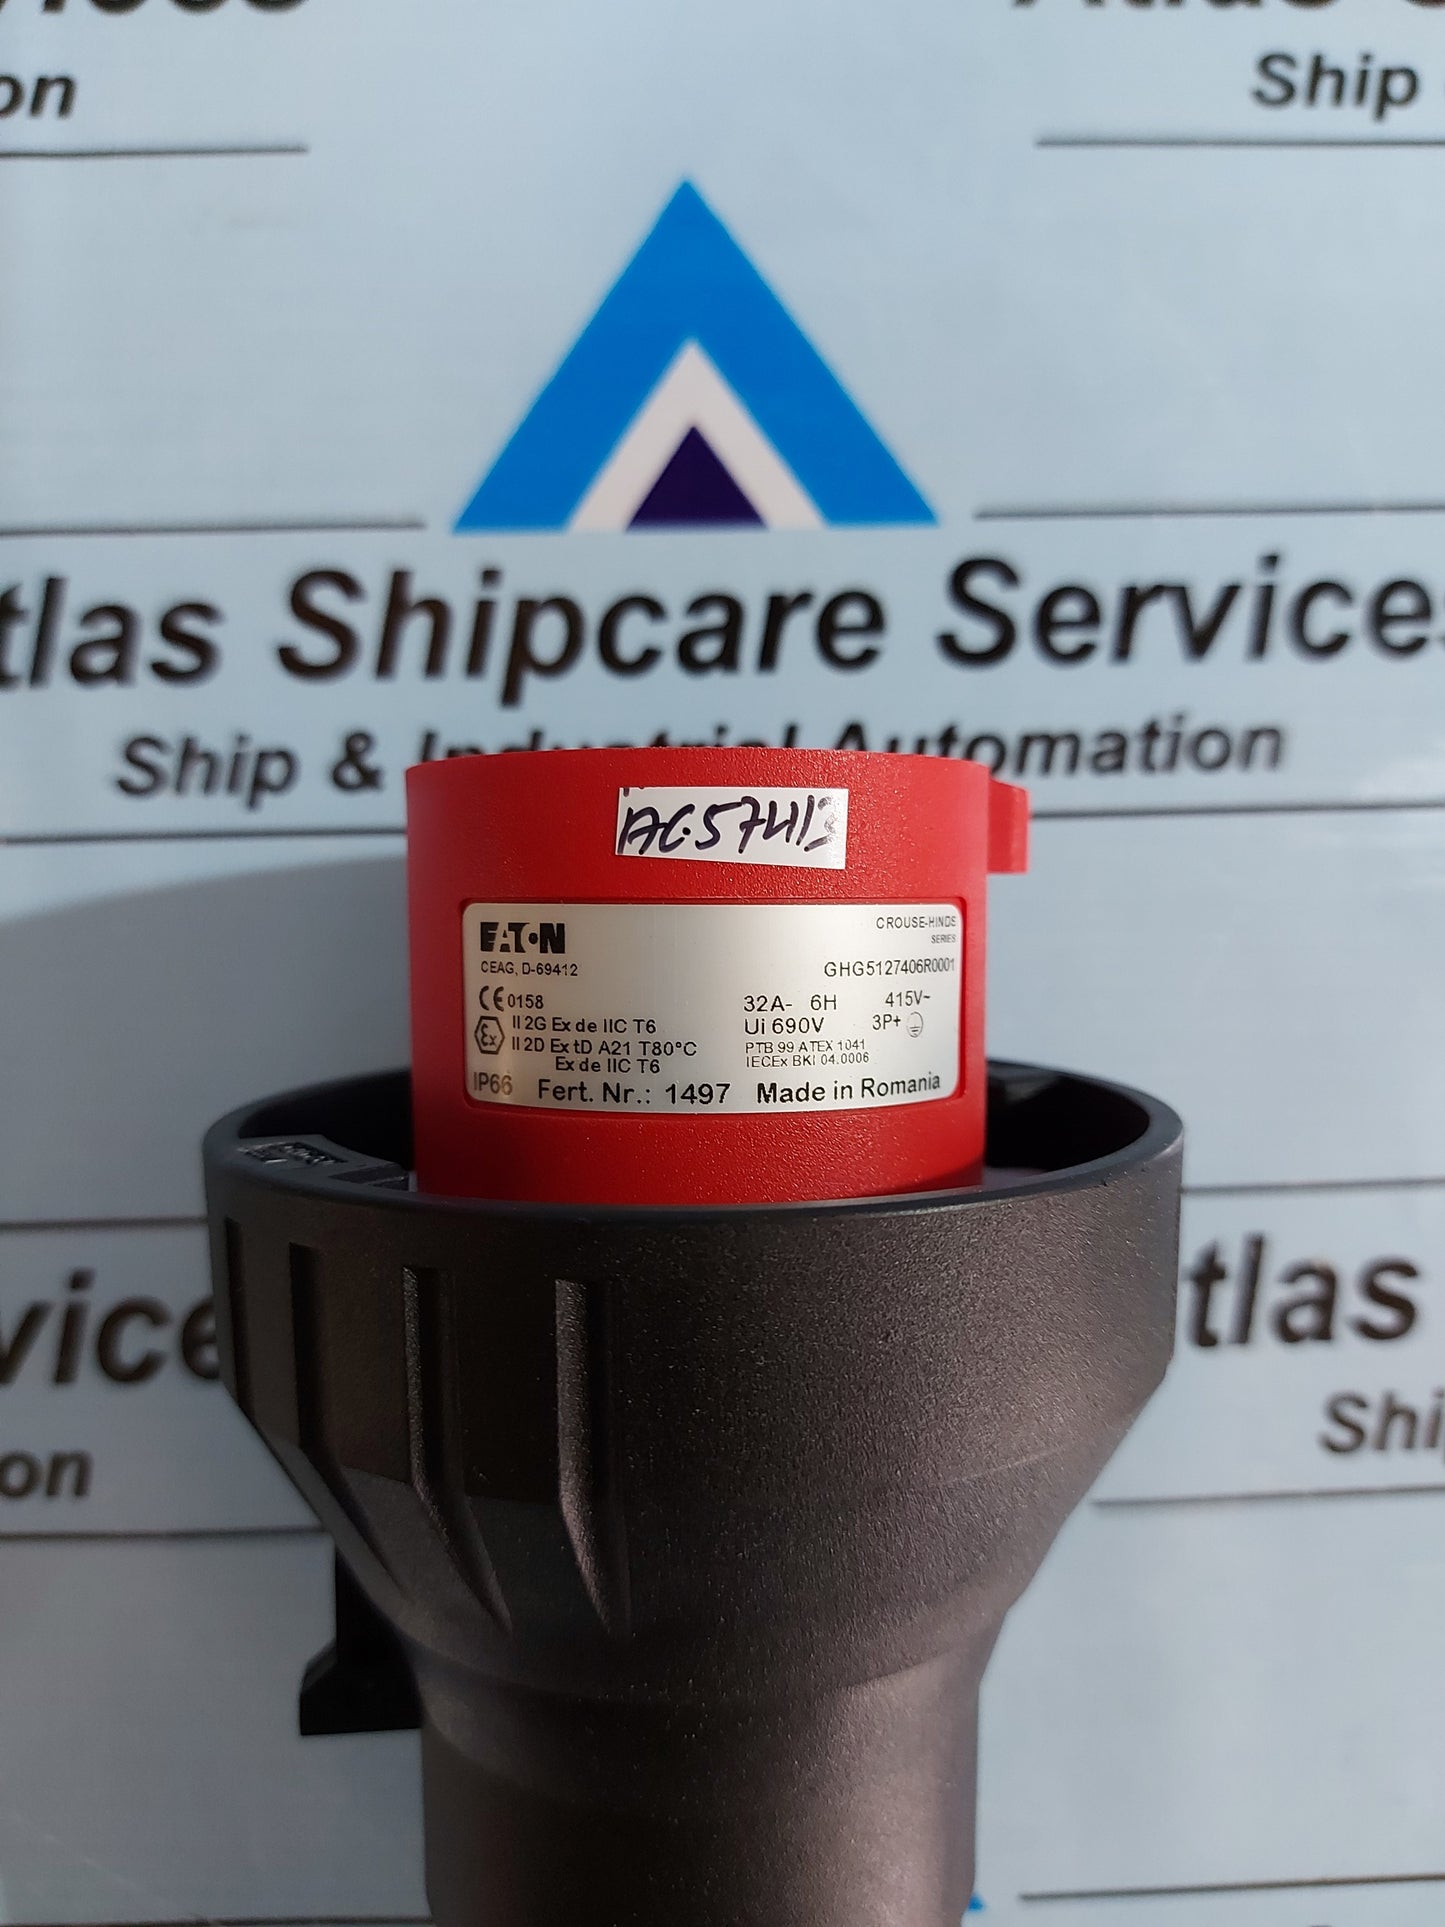 on
Ship
Atlas Shipcare Services
Ship & Industrial Automation
EATON
CROUSE-HINDS
SERIES
CEAG, D-69412
GHG5127406R0001
CE 0158
32A- 6H 415V~
II 2G Ex de IIC T6
Ui 690V 3P+
Ex
II 2D Ex tD A21 T80°C
PTB 99 ATEX 1041
Ex de IIC T6
IECEx BKI 04.0006
IP66 Fert. Nr.: 1497 Made in Romania
vice
tlas
Shi
on